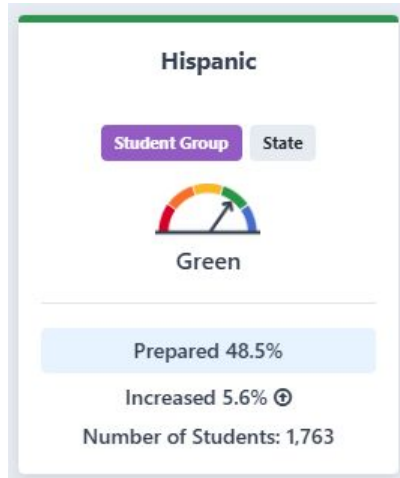 Hispanic
Student Group State
Green
Prepared 48.5%
Increased 5.6%
Number of Students: 1,763